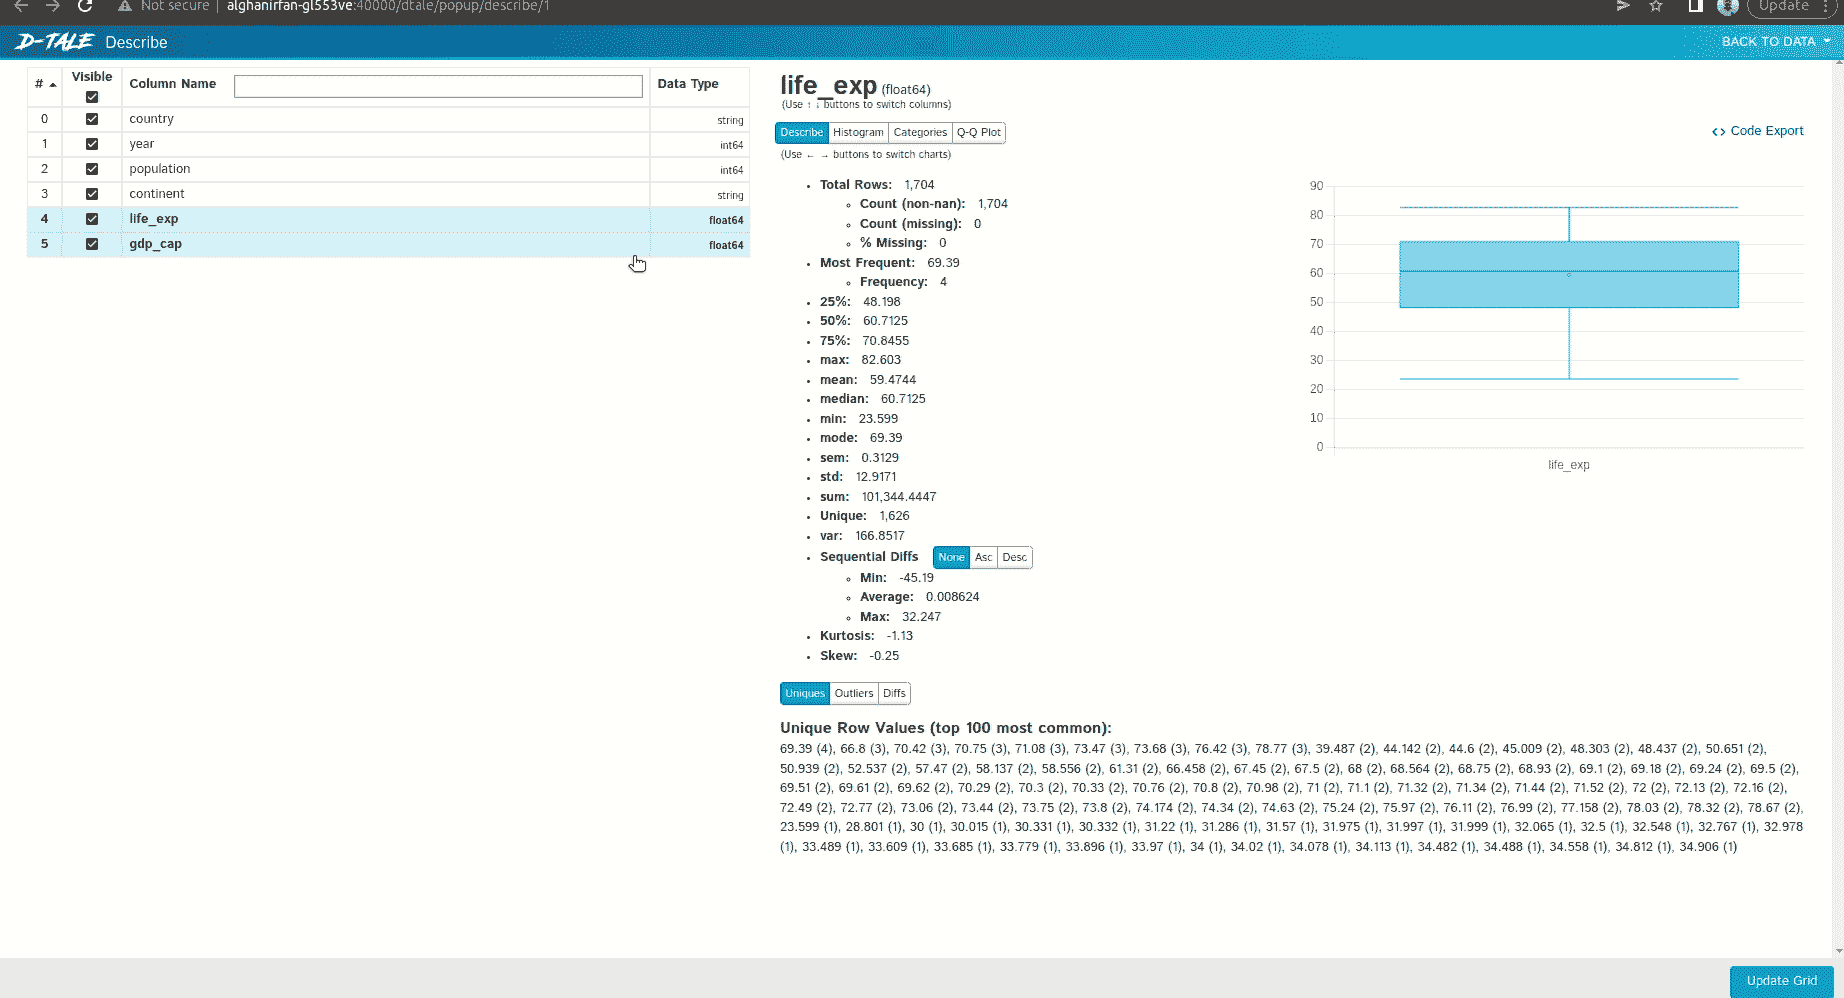 Not secure | alghanirfan-gl553ve:40000/dtale/popup/describe/1 Update
D-TALE Describe BACK TO DATA
# Visible Column Name Data Type
0 country string
1 year int64
2 population int64
3 continent string
4 life_exp float64
5 gdp_cap float64
life_exp (float64)
(Use ↑ ↓ buttons to switch columns)
Describe Histogram Categories Q-Q Plot
<> Code Export
(Use ← → buttons to switch charts)
Total Rows: 1,704
Count (non-nan): 1,704
Count (missing): 0
% Missing: 0
Most Frequent: 69.39
Frequency: 4
25%: 48.198
50%: 60.7125
75%: 70.8455
max: 82.603
mean: 59.4744
median: 60.7125
min: 23.599
mode: 69.39
sem: 0.3129
std: 12.9171
sum: 101,344.4447
Unique: 1,626
var: 166.8517
Sequential Diffs None Asc Desc
Min: -45.19
Average: 0.008624
Max: 32.247
Kurtosis: -1.13
Skew: -0.25
90
80
70
60
50
40
30
20
10
0
life_exp
Uniques Outliers Diffs
Unique Row Values (top 100 most common):
69.39 (4), 66.8 (3), 70.42 (3), 70.75 (3), 71.08 (3), 73.47 (3), 73.68 (3), 76.42 (3), 78.77 (3), 39.487 (2), 44.142 (2), 44.6 (2), 45.009 (2), 48.303 (2), 48.437 (2), 50.651 (2),
50.939 (2), 52.537 (2), 57.47 (2), 58.137 (2), 58.556 (2), 61.31 (2), 66.458 (2), 67.45 (2), 67.5 (2), 68 (2), 68.564 (2), 68.75 (2), 68.93 (2), 69.1 (2), 69.18 (2), 69.24 (2), 69.5 (2),
69.51 (2), 69.61 (2), 69.62 (2), 70.29 (2), 70.3 (2), 70.33 (2), 70.76 (2), 70.8 (2), 70.98 (2), 71 (2), 71.1 (2), 71.32 (2), 71.34 (2), 71.44 (2), 71.52 (2), 72 (2), 72.13 (2), 72.16 (2),
72.49 (2), 72.77 (2), 73.06 (2), 73.44 (2), 73.75 (2), 73.8 (2), 74.174 (2), 74.34 (2), 74.63 (2), 75.24 (2), 75.97 (2), 76.11 (2), 76.99 (2), 77.158 (2), 78.03 (2), 78.32 (2), 78.67 (2),
23.599 (1), 28.801 (1), 30 (1), 30.015 (1), 30.331 (1), 30.332 (1), 31.22 (1), 31.286 (1), 31.57 (1), 31.975 (1), 31.997 (1), 31.999 (1), 32.065 (1), 32.5 (1), 32.548 (1), 32.767 (1), 32.978
(1), 33.489 (1), 33.609 (1), 33.685 (1), 33.779 (1), 33.896 (1), 33.97 (1), 34 (1), 34.02 (1), 34.078 (1), 34.113 (1), 34.482 (1), 34.488 (1), 34.558 (1), 34.812 (1), 34.906 (1)
Update Grid